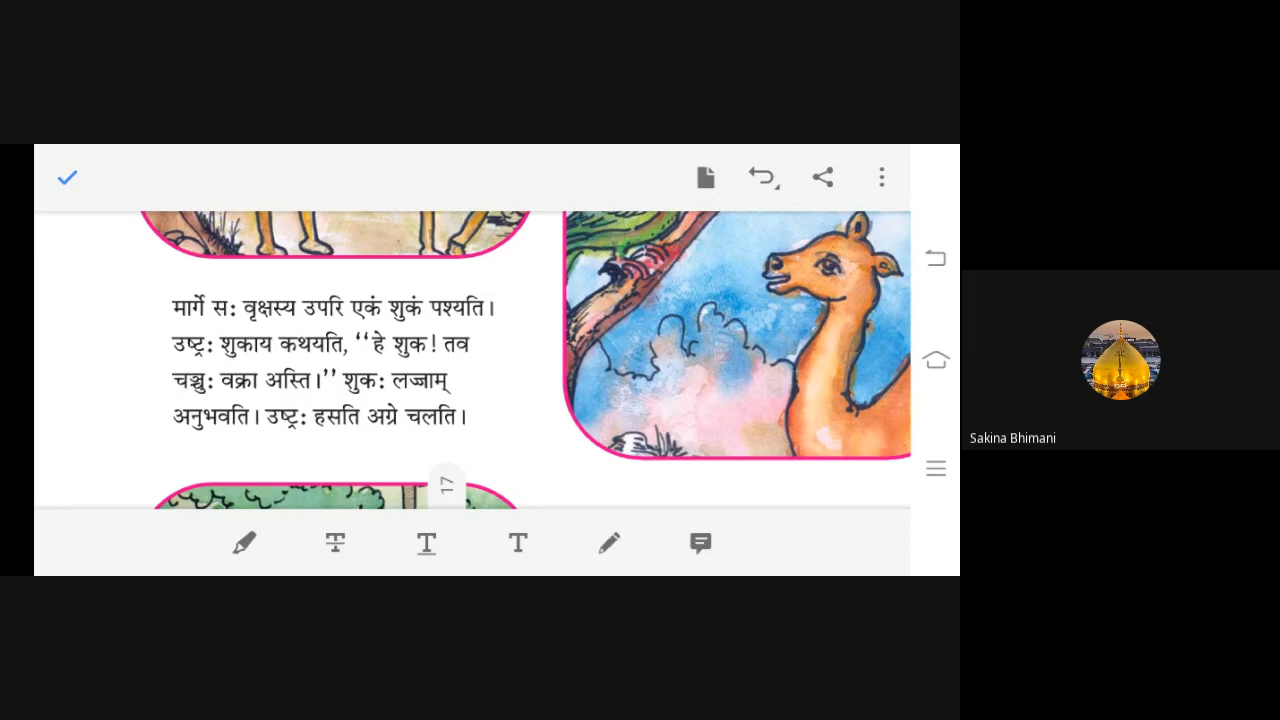 मार्गे स: वृक्षस्य उपरि एकं शुकं पश्यति।
उष्ट्र: शुकाय कथयति, ‘‘हे शुक! तव
चञ्चु: वक्रा अस्ति।’’ शुक: लज्जाम्
अनुभवति। उष्ट्र: हसति अग्रे चलति।
17
Sakina Bhimani